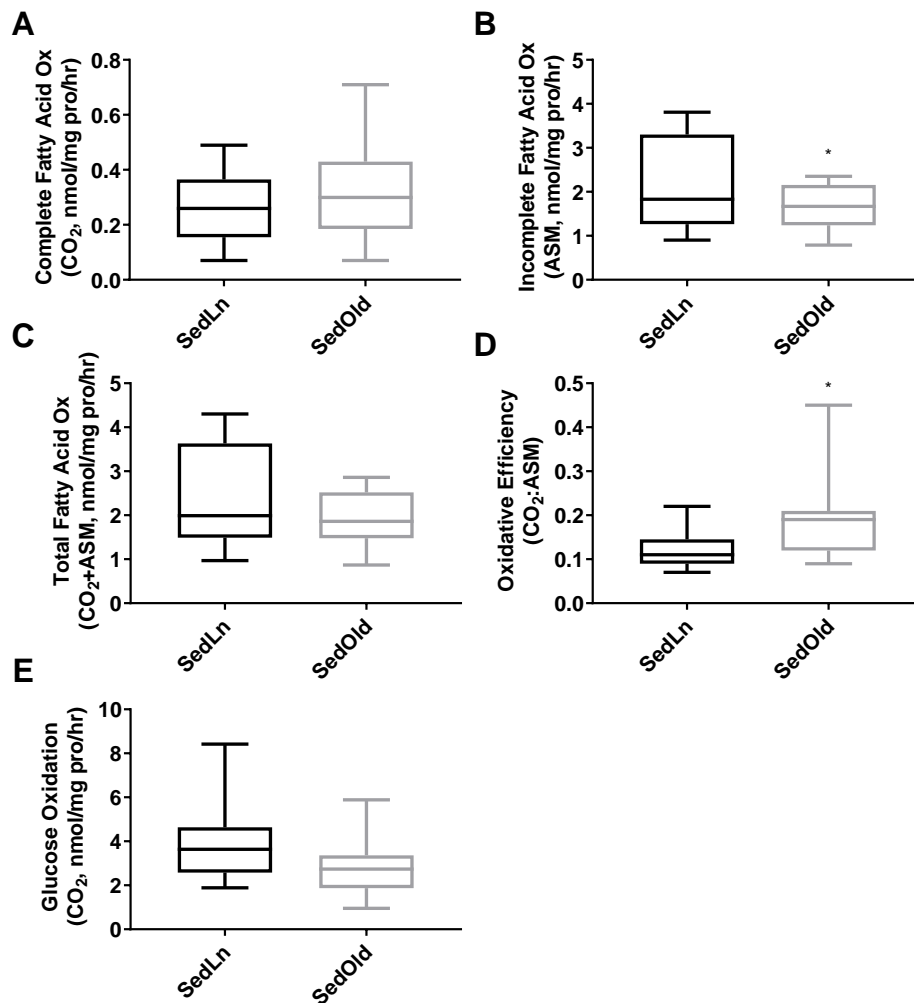 A
Complete Fatty Acid Ox
(CO₂, nmol/mg pro/hr)
0.8
0.6
0.4
0.2
0.0
SedLn
SedOld
B
Incomplete Fatty Acid Ox
(ASM, nmol/mg pro/hr)
5
4
3
2
1
0
*
SedLn
SedOld
C
Total Fatty Acid Ox
(CO₂+ASM, nmol/mg pro/hr)
5
4
3
2
1
0
SedLn
SedOld
D
Oxidative Efficiency
(CO₂:ASM)
0.5
0.4
0.3
0.2
0.1
0.0
*
SedLn
SedOld
E
Glucose Oxidation
(CO₂, nmol/mg pro/hr)
10
8
6
4
2
0
SedLn
SedOld